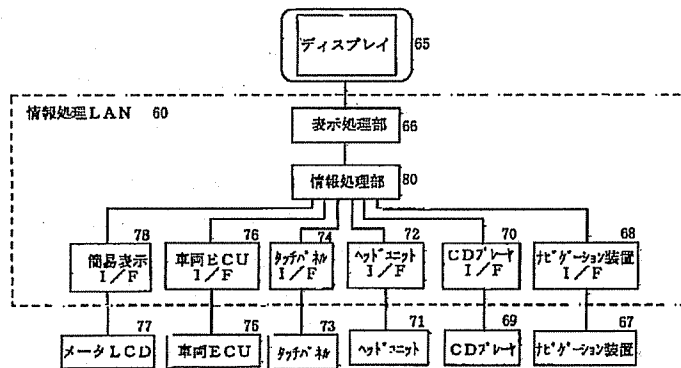 ディスプレイ
65
情報処理LAN 60
表示処理部
66
情報処理部
80
78
76
74
72
70
68
簡易表示
I/F
車両ECU
I/F
タッチパネル
I/F
ヘッドユニット
I/F
CDプレーヤ
I/F
ナビゲーション装置
I/F
77
75
73
71
69
67
メータLCD
車両ECU
タッチパネル
ヘッドユニット
CDプレーヤ
ナビゲーション装置